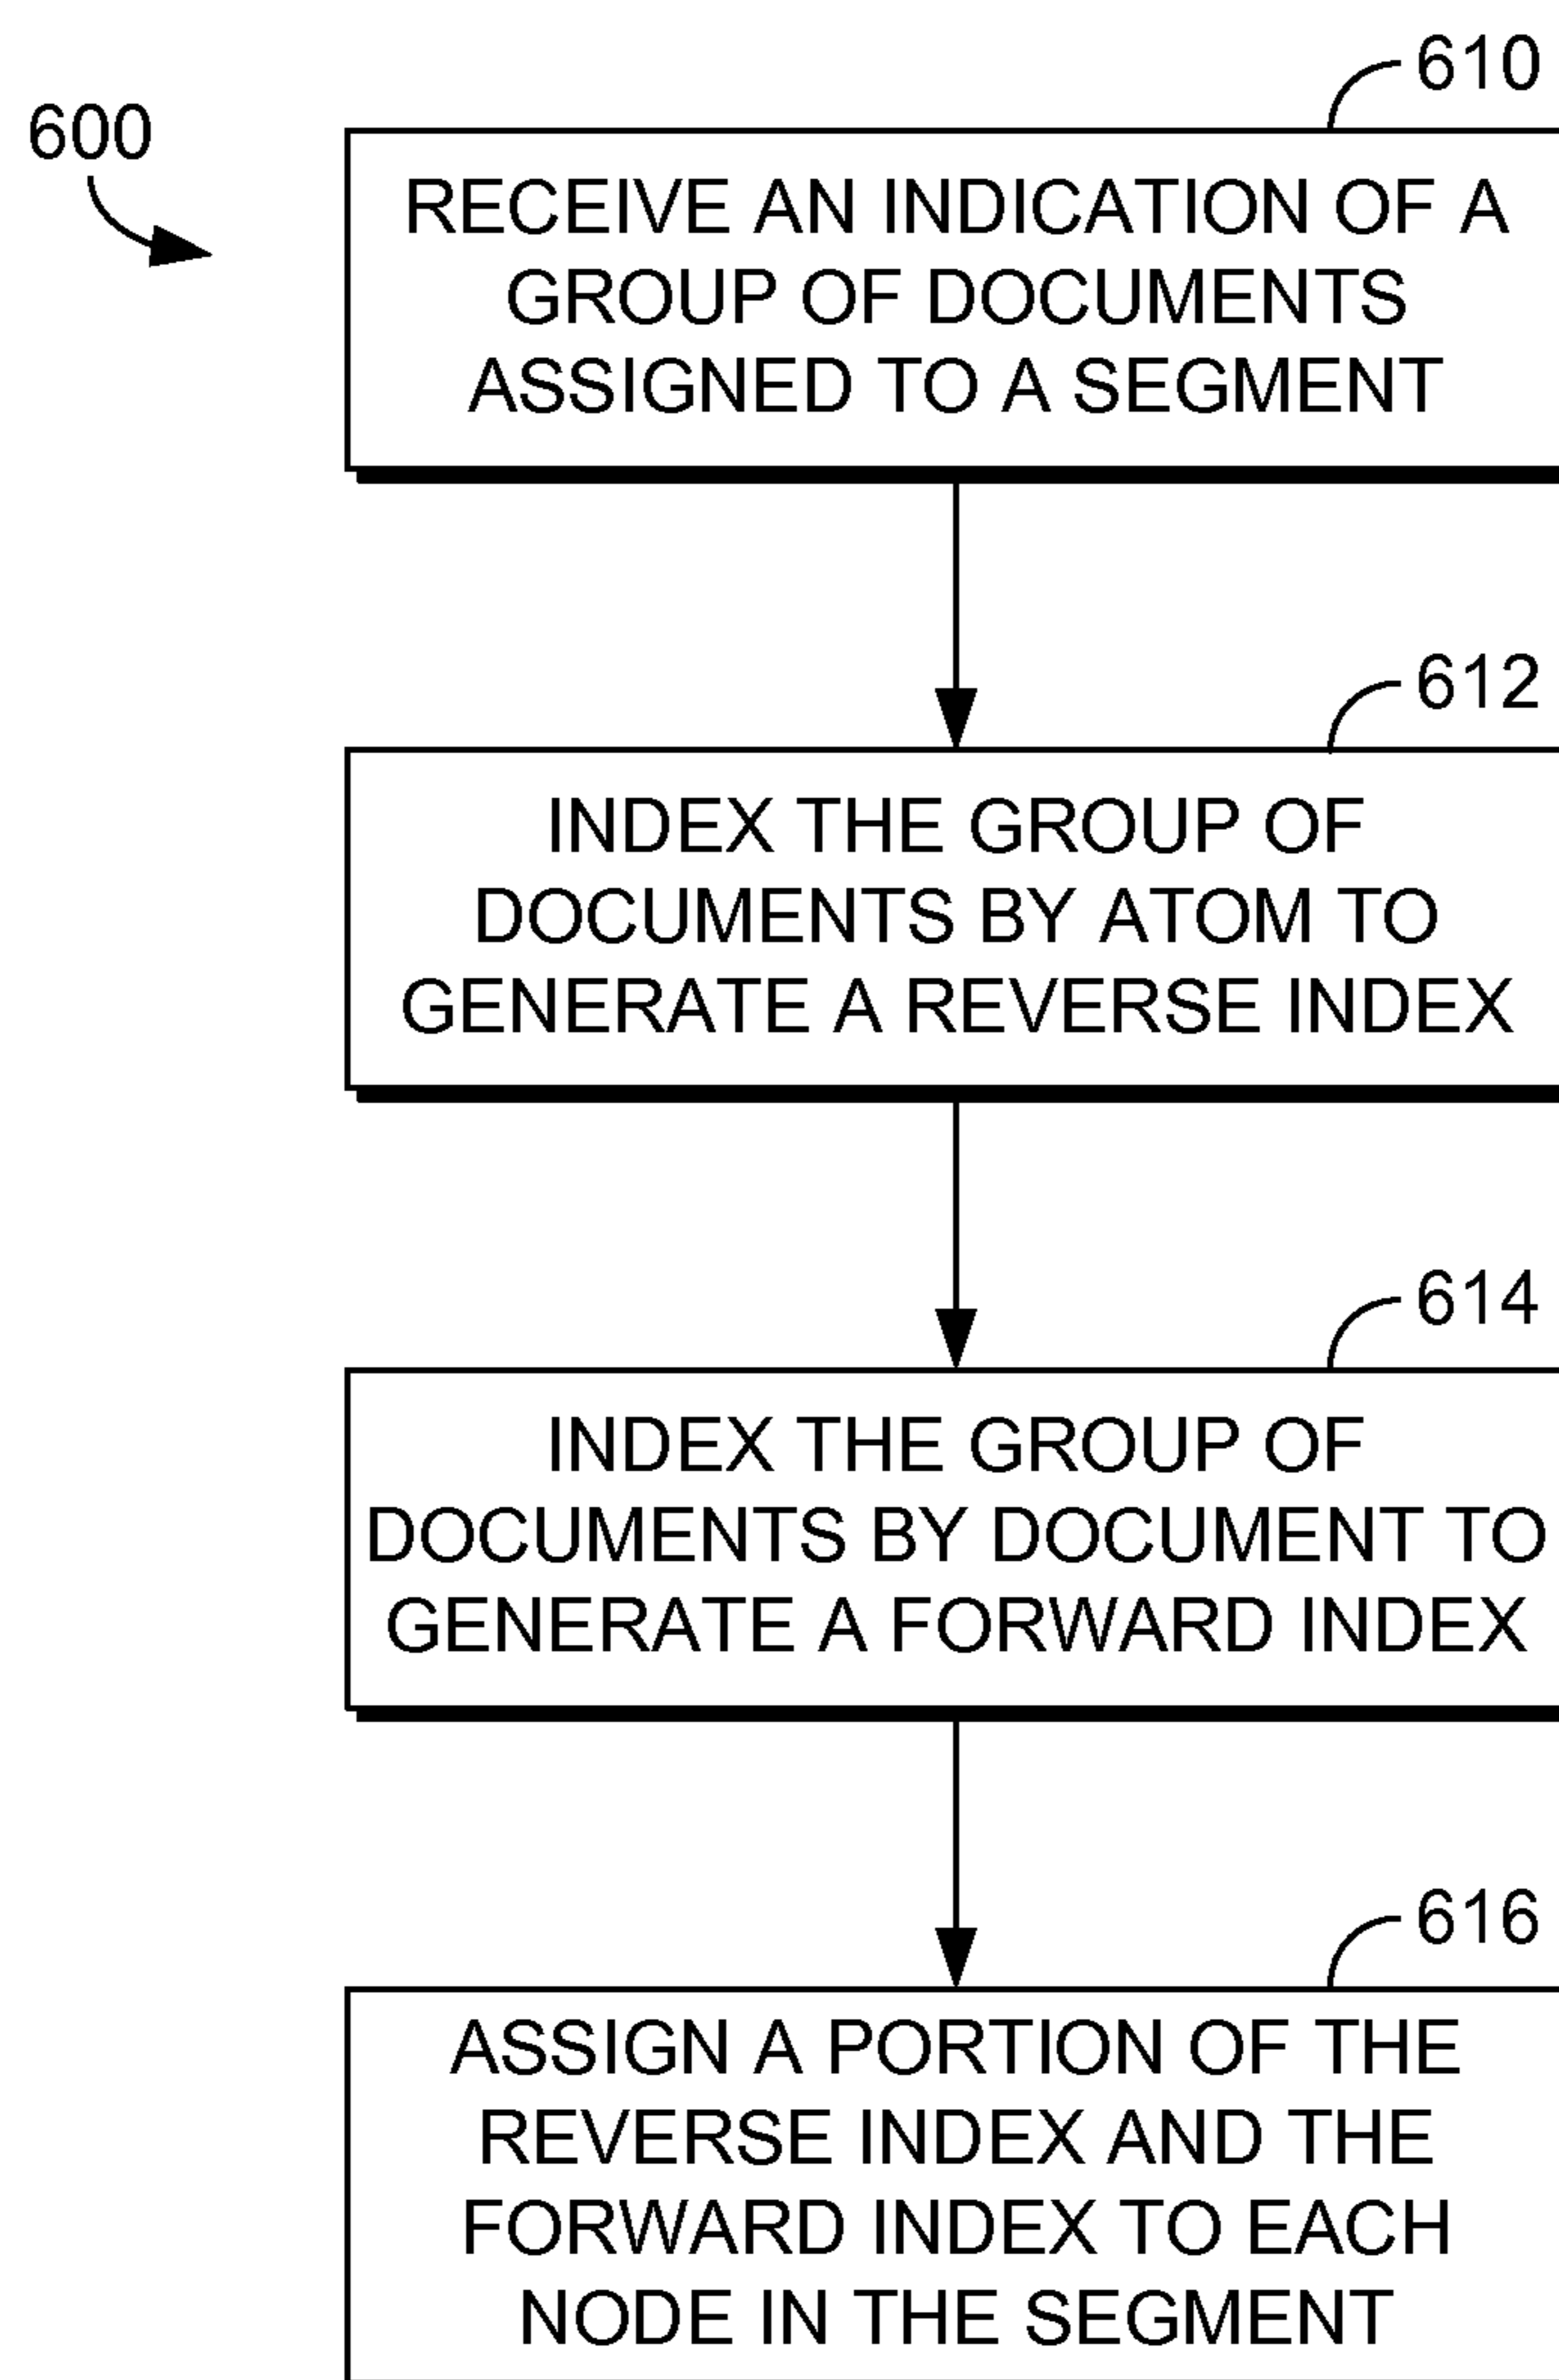 610
600
RECEIVE AN INDICATION OF A
GROUP OF DOCUMENTS
ASSIGNED TO A SEGMENT
612
INDEX THE GROUP OF
DOCUMENTS BY ATOM TO
GENERATE A REVERSE INDEX
614
INDEX THE GROUP OF
DOCUMENTS BY DOCUMENT TO
GENERATE A FORWARD INDEX
616
ASSIGN A PORTION OF THE
REVERSE INDEX AND THE
FORWARD INDEX TO EACH
NODE IN THE SEGMENT